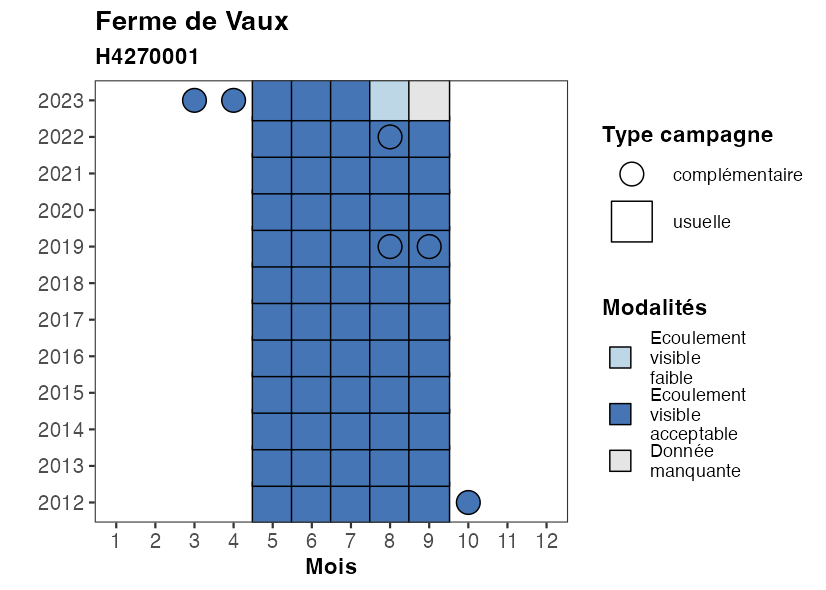 Ferme de Vaux
H4270001
2023
2022
2021
2020
2019
2018
2017
2016
2015
2014
2013
2012
1 2 3 4 5 6 7 8 9 10 11 12
Mois
Type campagne
complémentaire
usuelle
Modalités
Ecoulement
visible
faible
Ecoulement
visible
acceptable
Donnée
manquante